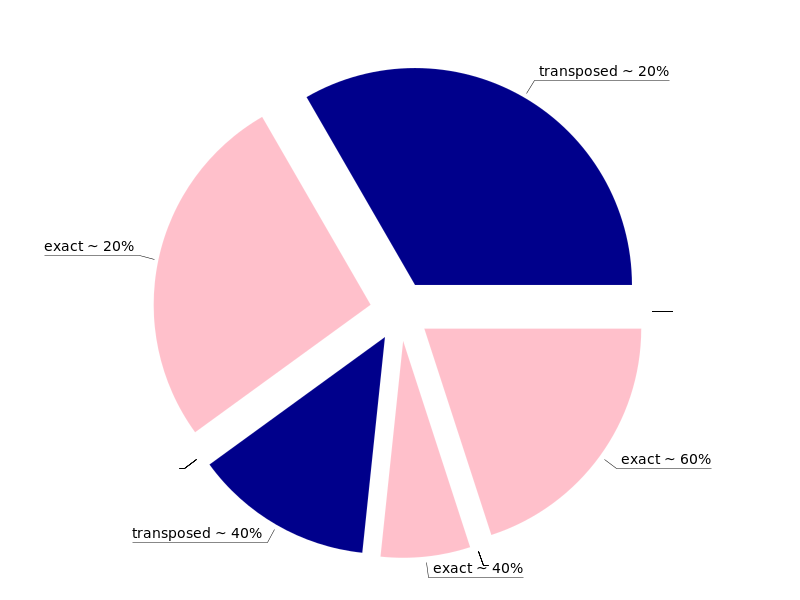 transposed ~ 20%
exact ~ 20%
exact ~ 60%
transposed ~ 40%
exact ~ 40%